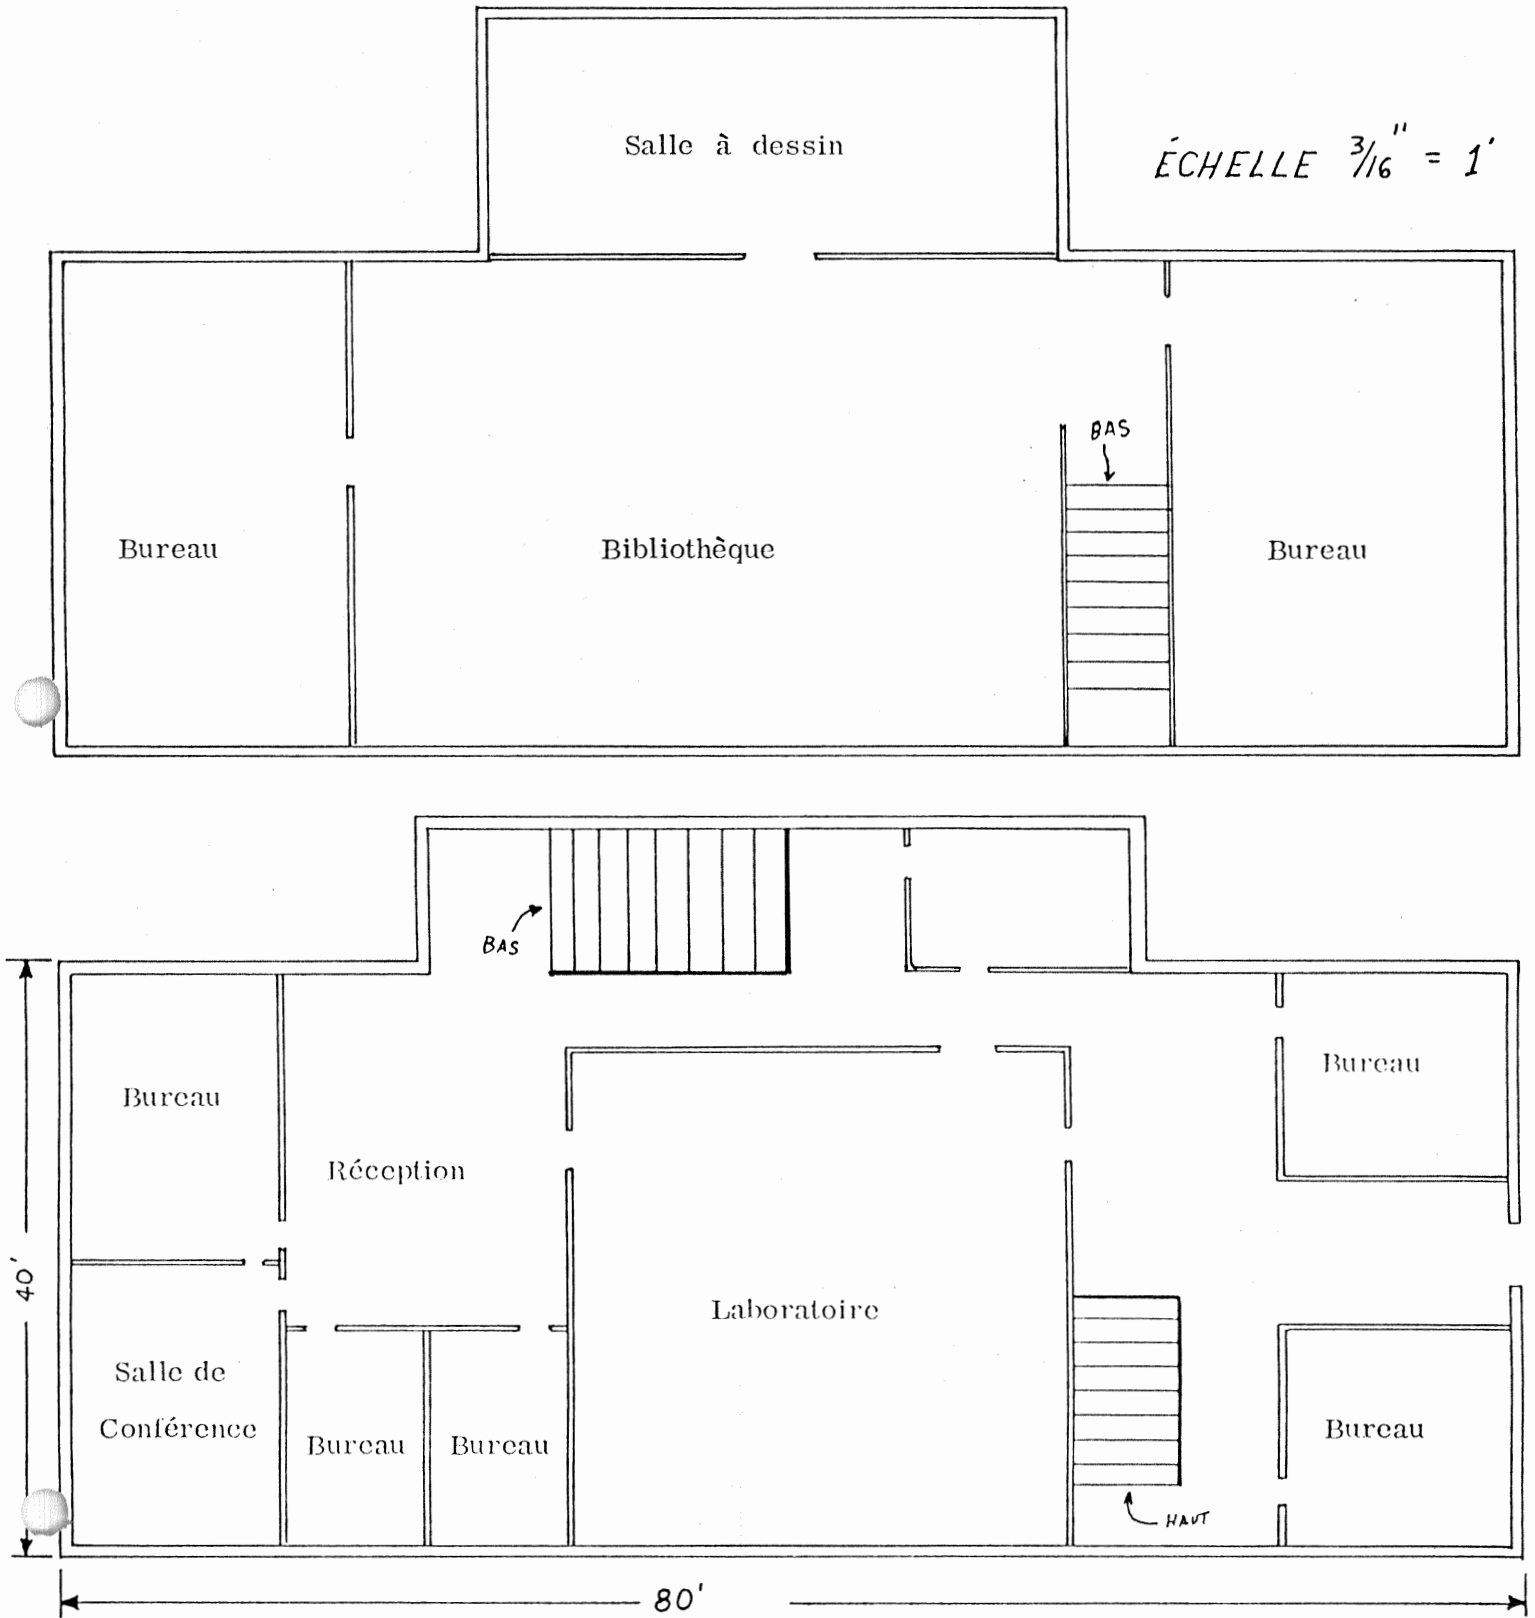 Salle à dessin
ÉCHELLE 3/16" = 1'
BAS
Bureau
Bibliothèque
Bureau
BAS
Bureau
Bureau
Réception
40'
Laboratoire
Salle de
Conférence
Bureau
Bureau
Bureau
HAUT
80'